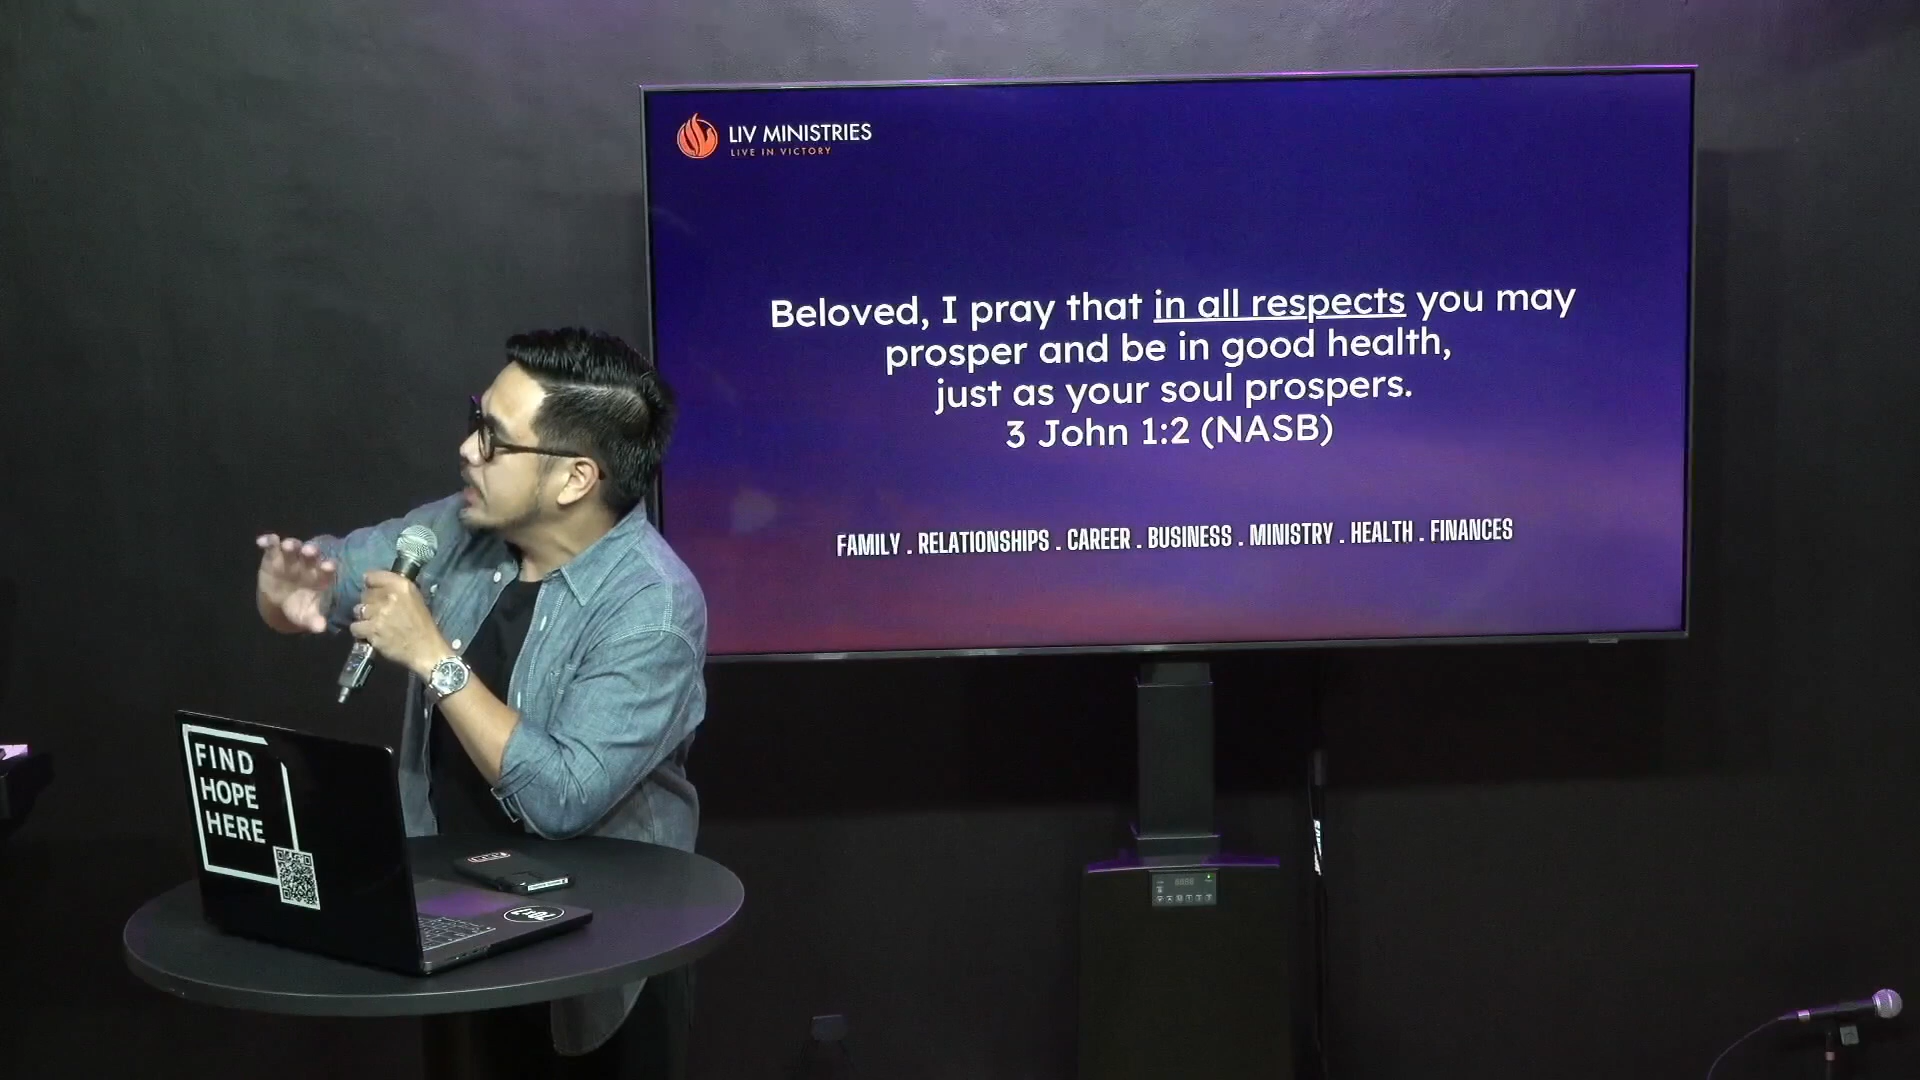 LIV MINISTRIES
LIVE IN VICTORY
Beloved, I pray that in all respects you may
prosper and be in good health,
just as your soul prospers.
3 John 1:2 (NASB)
FAMILY . RELATIONSHIPS . CAREER . BUSINESS . MINISTRY . HEALTH . FINANCES
FIND
HOPE
HERE